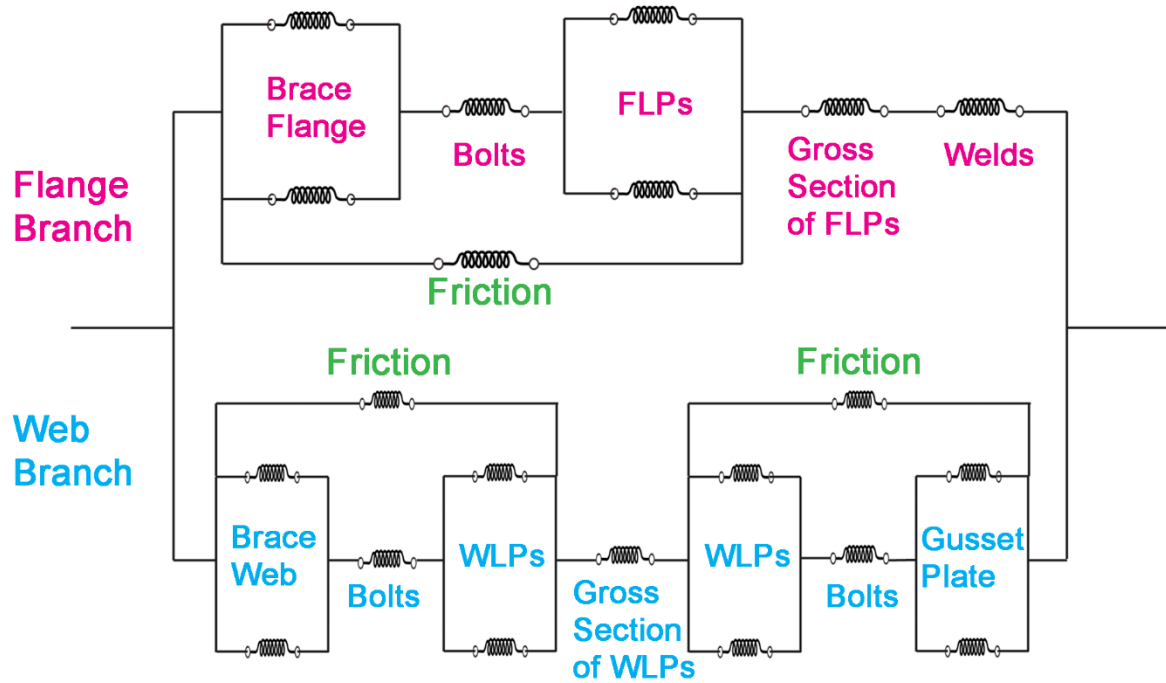 Brace
Flange
Bolts
FLPs
Gross
Section
of FLPs
Welds
Flange
Branch
Friction
Friction
Friction
Web
Branch
Brace
Web
Bolts
WLPs
Gross
Section
of WLPs
WLPs
Bolts
Gusset
Plate